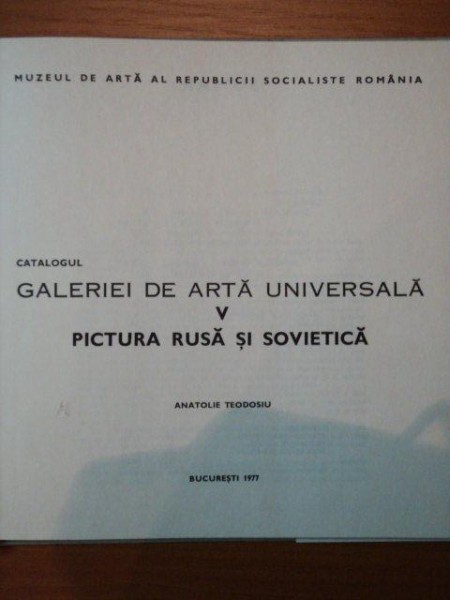 MUZEUL DE ARTĂ AL REPUBLICII SOCIALISTE ROMÂNIA
CATALOGUL
GALERIEI DE ARTĂ UNIVERSALĂ
V
PICTURA RUSĂ ȘI SOVIETICĂ
ANATOLIE TEODOSIU
BUCUREȘTI 1977